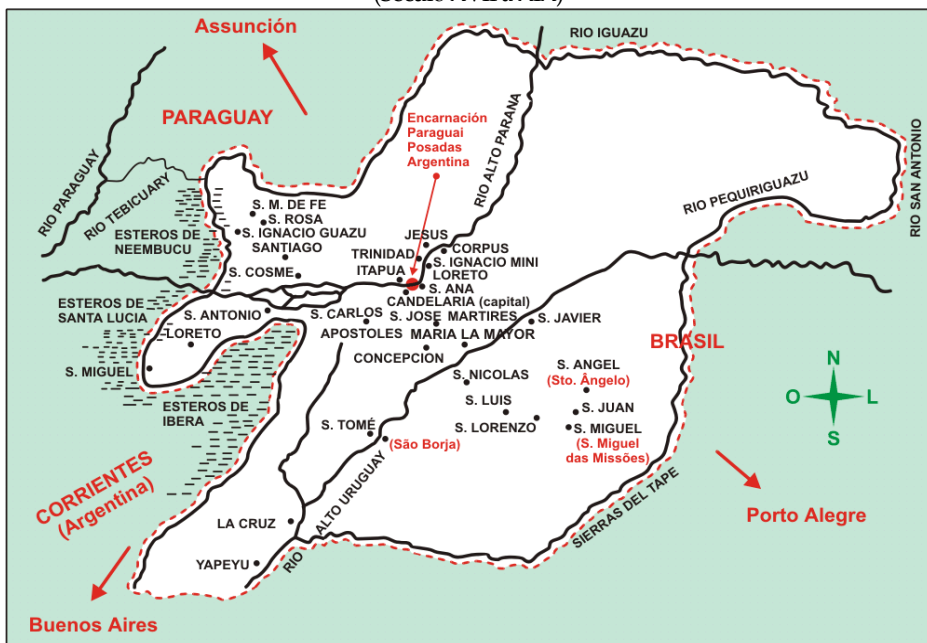 Assunción
RIO IGUAZU
PARAGUAY
Encarnación
Paraguai
Posadas
Argentina
RIO ALTO PARANA
RIO PARAGUAY
RIO TEBICUARY
RIO SAN ANTONIO
RIO PEQUIRIGUAZU
ESTEROS DE
NEEMBUCU
S. M. DE FE
S. ROSA
S. IGNACIO GUAZU
SANTIAGO
S. COSME
JESUS
TRINIDAD
CORPUS
S. IGNACIO MINI
ITAPUA
LORETO
S. ANA
CANDELARIA (capital)
ESTEROS DE
SANTA LUCIA
S. ANTONIO
LORETO
S. MIGUEL
S. CARLOS
S. JOSE
MARTIRES
S. JAVIER
APOSTOLES
MARIA LA MAYOR
CONCEPCION
BRASIL
S. NICOLAS
S. ANGEL
(Sto. Ângelo)
S. LUIS
S. JUAN
S. LORENZO
S. MIGUEL
(S. Miguel
das Missões)
N
O
L
S
ESTEROS DE
IBERA
S. TOMÉ
(São Borja)
CORRIENTES
(Argentina)
RIO ALTO URUGUAY
SIERRAS DEL TAPE
LA CRUZ
YAPEYU
Porto Alegre
Buenos Aires